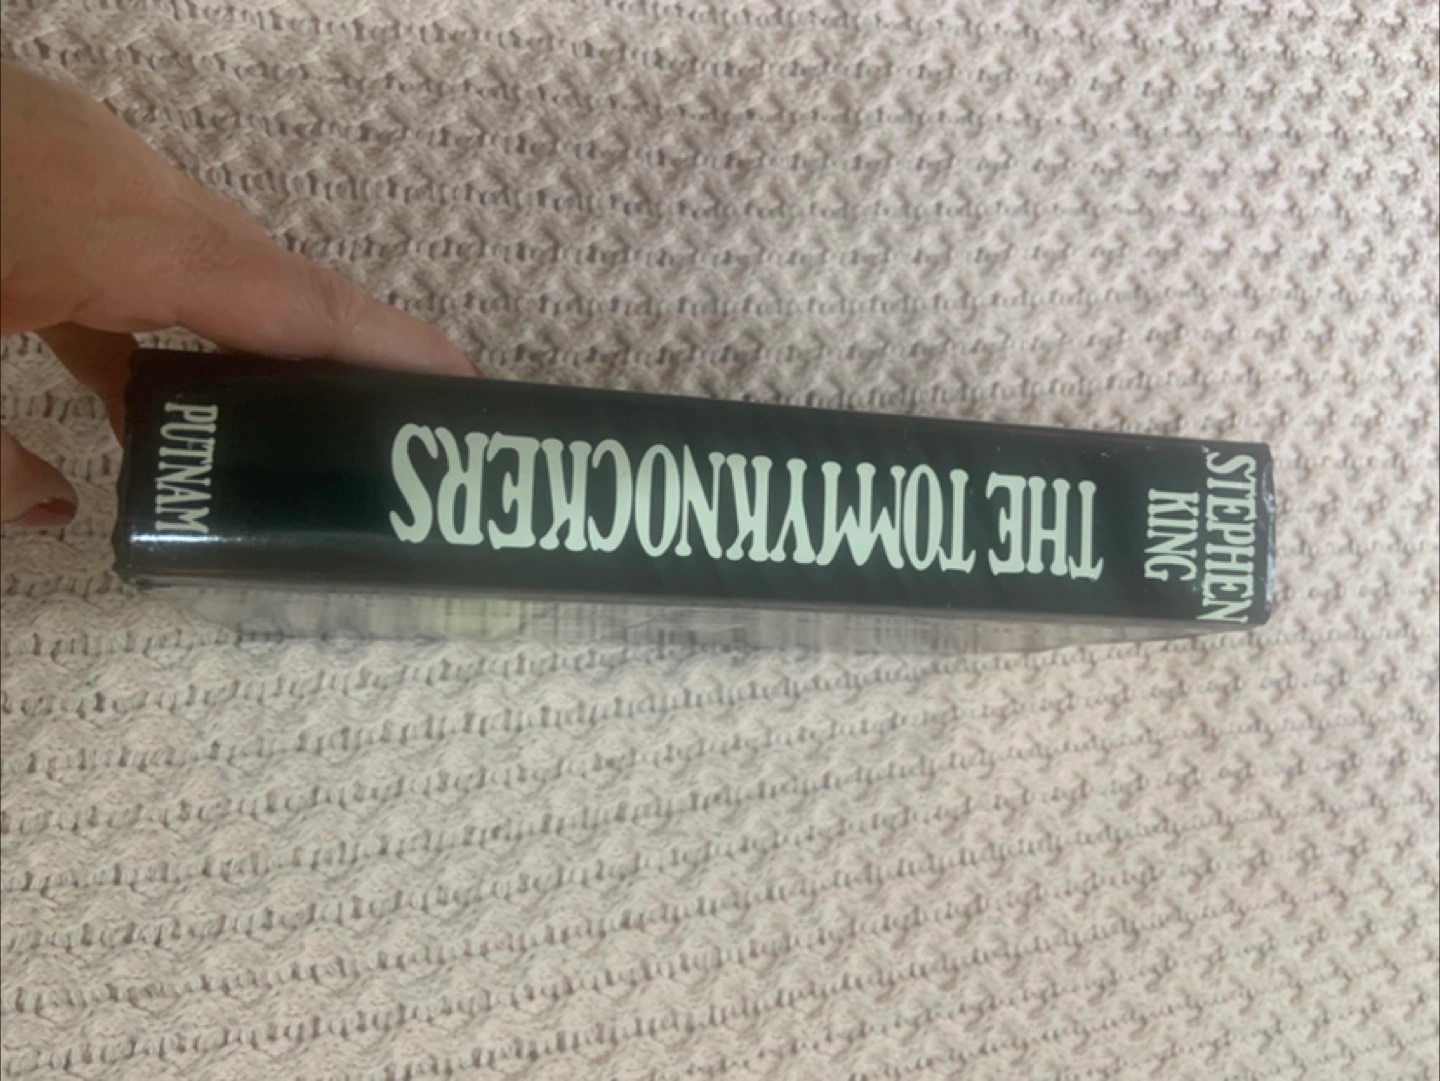 STEPHEN
KING
THE TOMMYKNOCKERS
PUTNAM